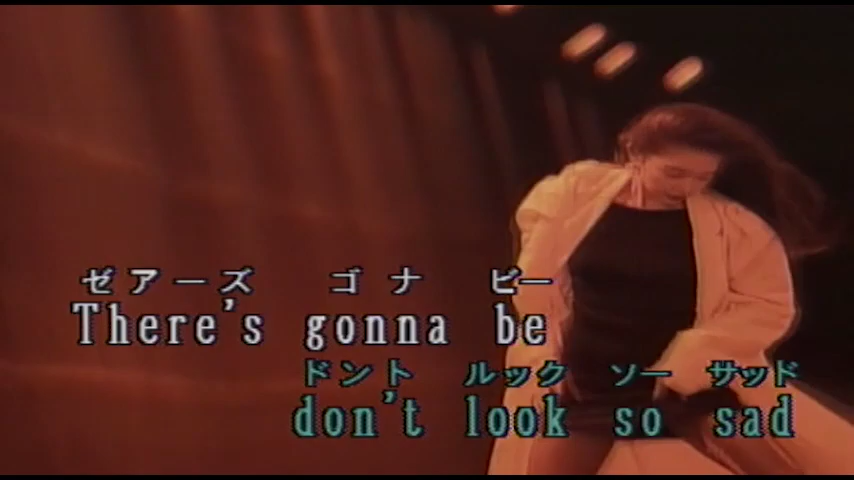 ゼアーズ ゴナ ビー
There's gonna be
ドント ルック ソー サッド
don't look so sad